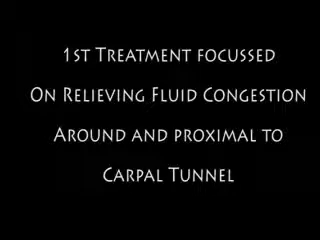 1st Treatment focussed
On Relieving Fluid Congestion
Around and proximal to
Carpal Tunnel